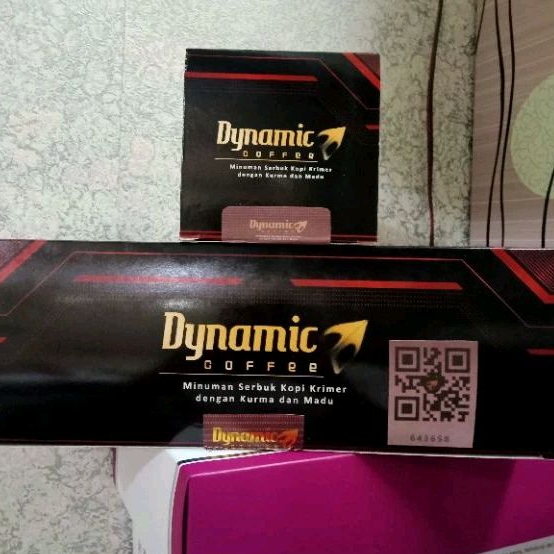 Dynamic
COFFEE
Minuman Serbuk Kopi Krimer
dengan Kurma dan Madu
Dynamic
Dynamic
COFFEE
Minuman Serbuk Kopi Krimer
dengan Kurma dan Madu
Dynamic
643658